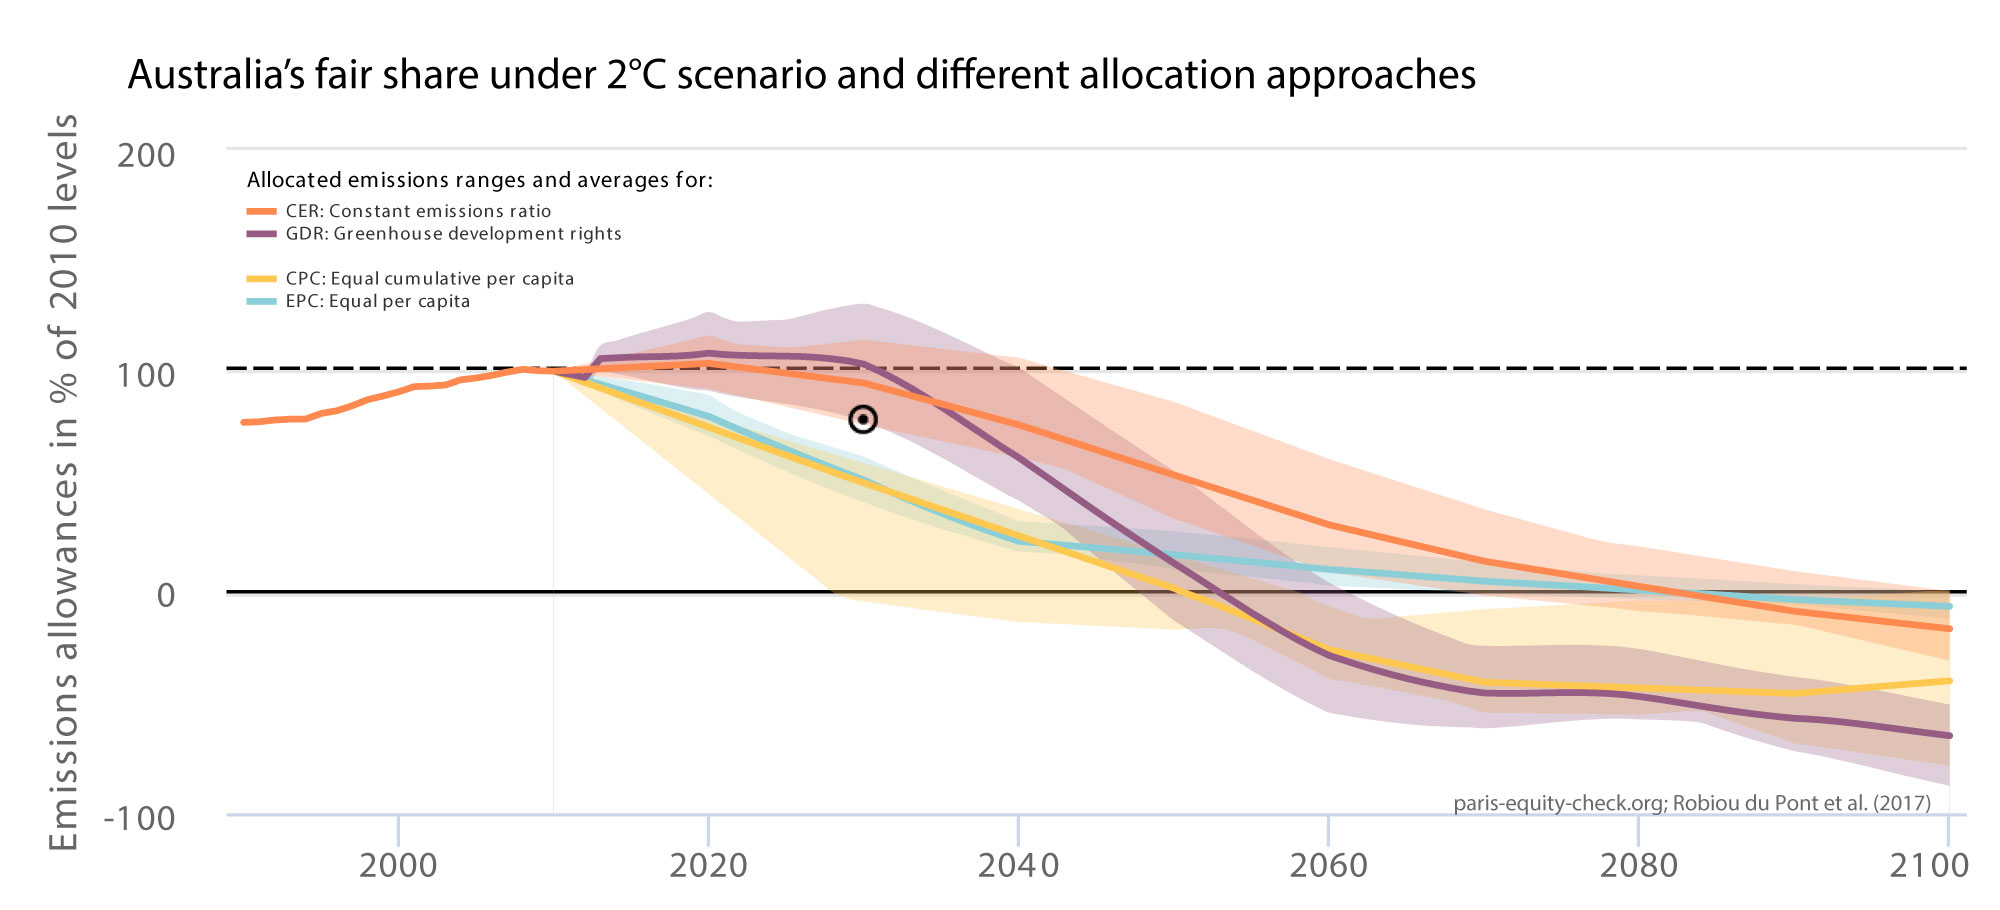 Australia's fair share under 2°C scenario and different allocation approaches
Emissions allowances in % of 2010 levels
200
100
0
-100
Allocated emissions ranges and averages for:
CER: Constant emissions ratio
GDR: Greenhouse development rights
CPC: Equal cumulative per capita
EPC: Equal per capita
paris-equity-check.org; Robiou du Pont et al. (2017)
2000 2020 2040 2060 2080 2100